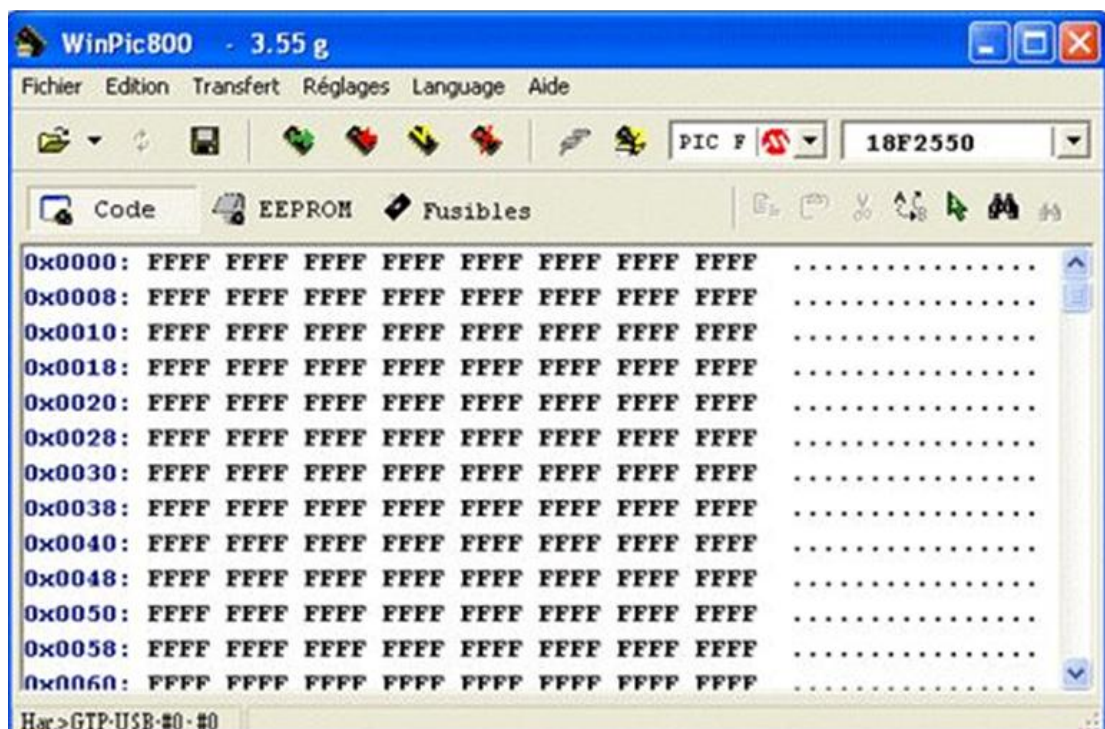 WinPic800 - 3.55 g
Fichier Edition Transfert Réglages Language Aide
PIC F 18F2550
Code EEPROM Fusibles
0x0000: FFFF FFFF FFFF FFFF FFFF FFFF FFFF FFFF ................
0x0008: FFFF FFFF FFFF FFFF FFFF FFFF FFFF FFFF ................
0x0010: FFFF FFFF FFFF FFFF FFFF FFFF FFFF FFFF ................
0x0018: FFFF FFFF FFFF FFFF FFFF FFFF FFFF FFFF ................
0x0020: FFFF FFFF FFFF FFFF FFFF FFFF FFFF FFFF ................
0x0028: FFFF FFFF FFFF FFFF FFFF FFFF FFFF FFFF ................
0x0030: FFFF FFFF FFFF FFFF FFFF FFFF FFFF FFFF ................
0x0038: FFFF FFFF FFFF FFFF FFFF FFFF FFFF FFFF ................
0x0040: FFFF FFFF FFFF FFFF FFFF FFFF FFFF FFFF ................
0x0048: FFFF FFFF FFFF FFFF FFFF FFFF FFFF FFFF ................
0x0050: FFFF FFFF FFFF FFFF FFFF FFFF FFFF FFFF ................
0x0058: FFFF FFFF FFFF FFFF FFFF FFFF FFFF FFFF ................
0x0060: FFFF FFFF FFFF FFFF FFFF FFFF FFFF FFFF ................
Har>GTP-USB-#0-#0